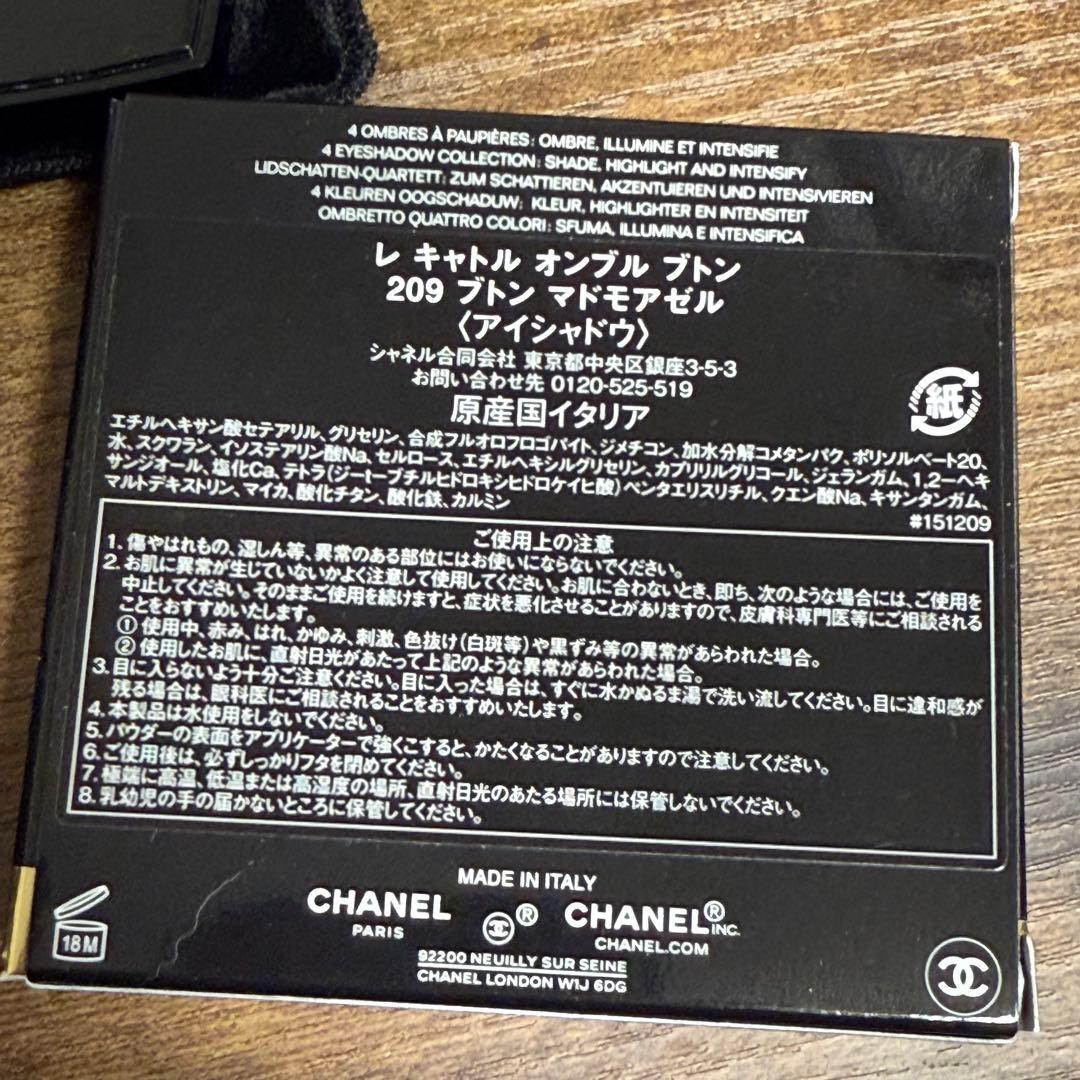 4 OMBRES À PAUPIÈRES: OMBRE, ILLUMINE ET INTENSIFIE
4 EYESHADOW COLLECTION: SHADE, HIGHLIGHT AND INTENSIFY
LIDSCHATTEN-QUARTETT: ZUM SCHATTIEREN, AKZENTUIEREN UND INTENSIVIEREN
4 KLEUREN OOGSCHADUW: KLEUR, HIGHLIGHTER EN INTENSITEIT
OMBRETTO QUATTRO COLORI: SFUMA, ILLUMINA E INTENSIFICA
レ キャトル オンブル ブトン
209 ブトン マドモアゼル
〈アイシャドウ〉
シャネル合同会社 東京都中央区銀座3-5-3
お問い合わせ先 0120-525-519
原産国イタリア
紙
エチルヘキサン酸セテアリル、グリセリン、合成フルオロフロゴパイト、ジメチコン、加水分解コメタンパク、ポリソルベート20、
水、スクワラン、イソステアリン酸Na、セルロース、エチルヘキシルグリセリン、カプリリルグリコール、ジェランガム、1,2-ヘキ
サンジオール、塩化Ca、テトラ(ジ-t-ブチルヒドロキシヒドロケイヒ酸)ペンタエリスリチル、クエン酸Na、キサンタンガム、
マルトデキストリン、マイカ、酸化チタン、酸化鉄、カルミン
#151209
ご使用上の注意
1. 傷やはれもの、湿しん等、異常のある部位にはお使いにならないでください。
2. お肌に異常が生じていないかよく注意して使用してください。お肌に合わないとき、即ち、次のような場合には、ご使用を
中止してください。そのままご使用を続けますと、症状を悪化させることがありますので、皮膚科専門医等にご相談される
ことをおすすめいたします。
① 使用中、赤み、はれ、かゆみ、刺激、色抜け(白斑等)や黒ずみ等の異常があらわれた場合。
② 使用したお肌に、直射日光があたって上記のような異常があらわれた場合。
3. 目に入らないよう十分ご注意ください。目に入った場合は、すぐに水かぬるま湯で洗い流してください。目に違和感が
残る場合は、眼科医にご相談されることをおすすめいたします。
4. 本製品は水使用をしないでください。
5. パウダーの表面をアプリケーターで強くこすると、かたくなることがありますので注意してください。
6. ご使用後は、必ずしっかりフタを閉めてください。
7. 極端に高温、低温または高湿度の場所、直射日光のあたる場所には保管しないでください。
8. 乳幼児の手の届かないところに保管してください。
MADE IN ITALY
18M
CHANEL ® CHANEL® INC.
PARIS CHANEL.COM
92200 NEUILLY SUR SEINE
CHANEL LONDON W1J 6DG